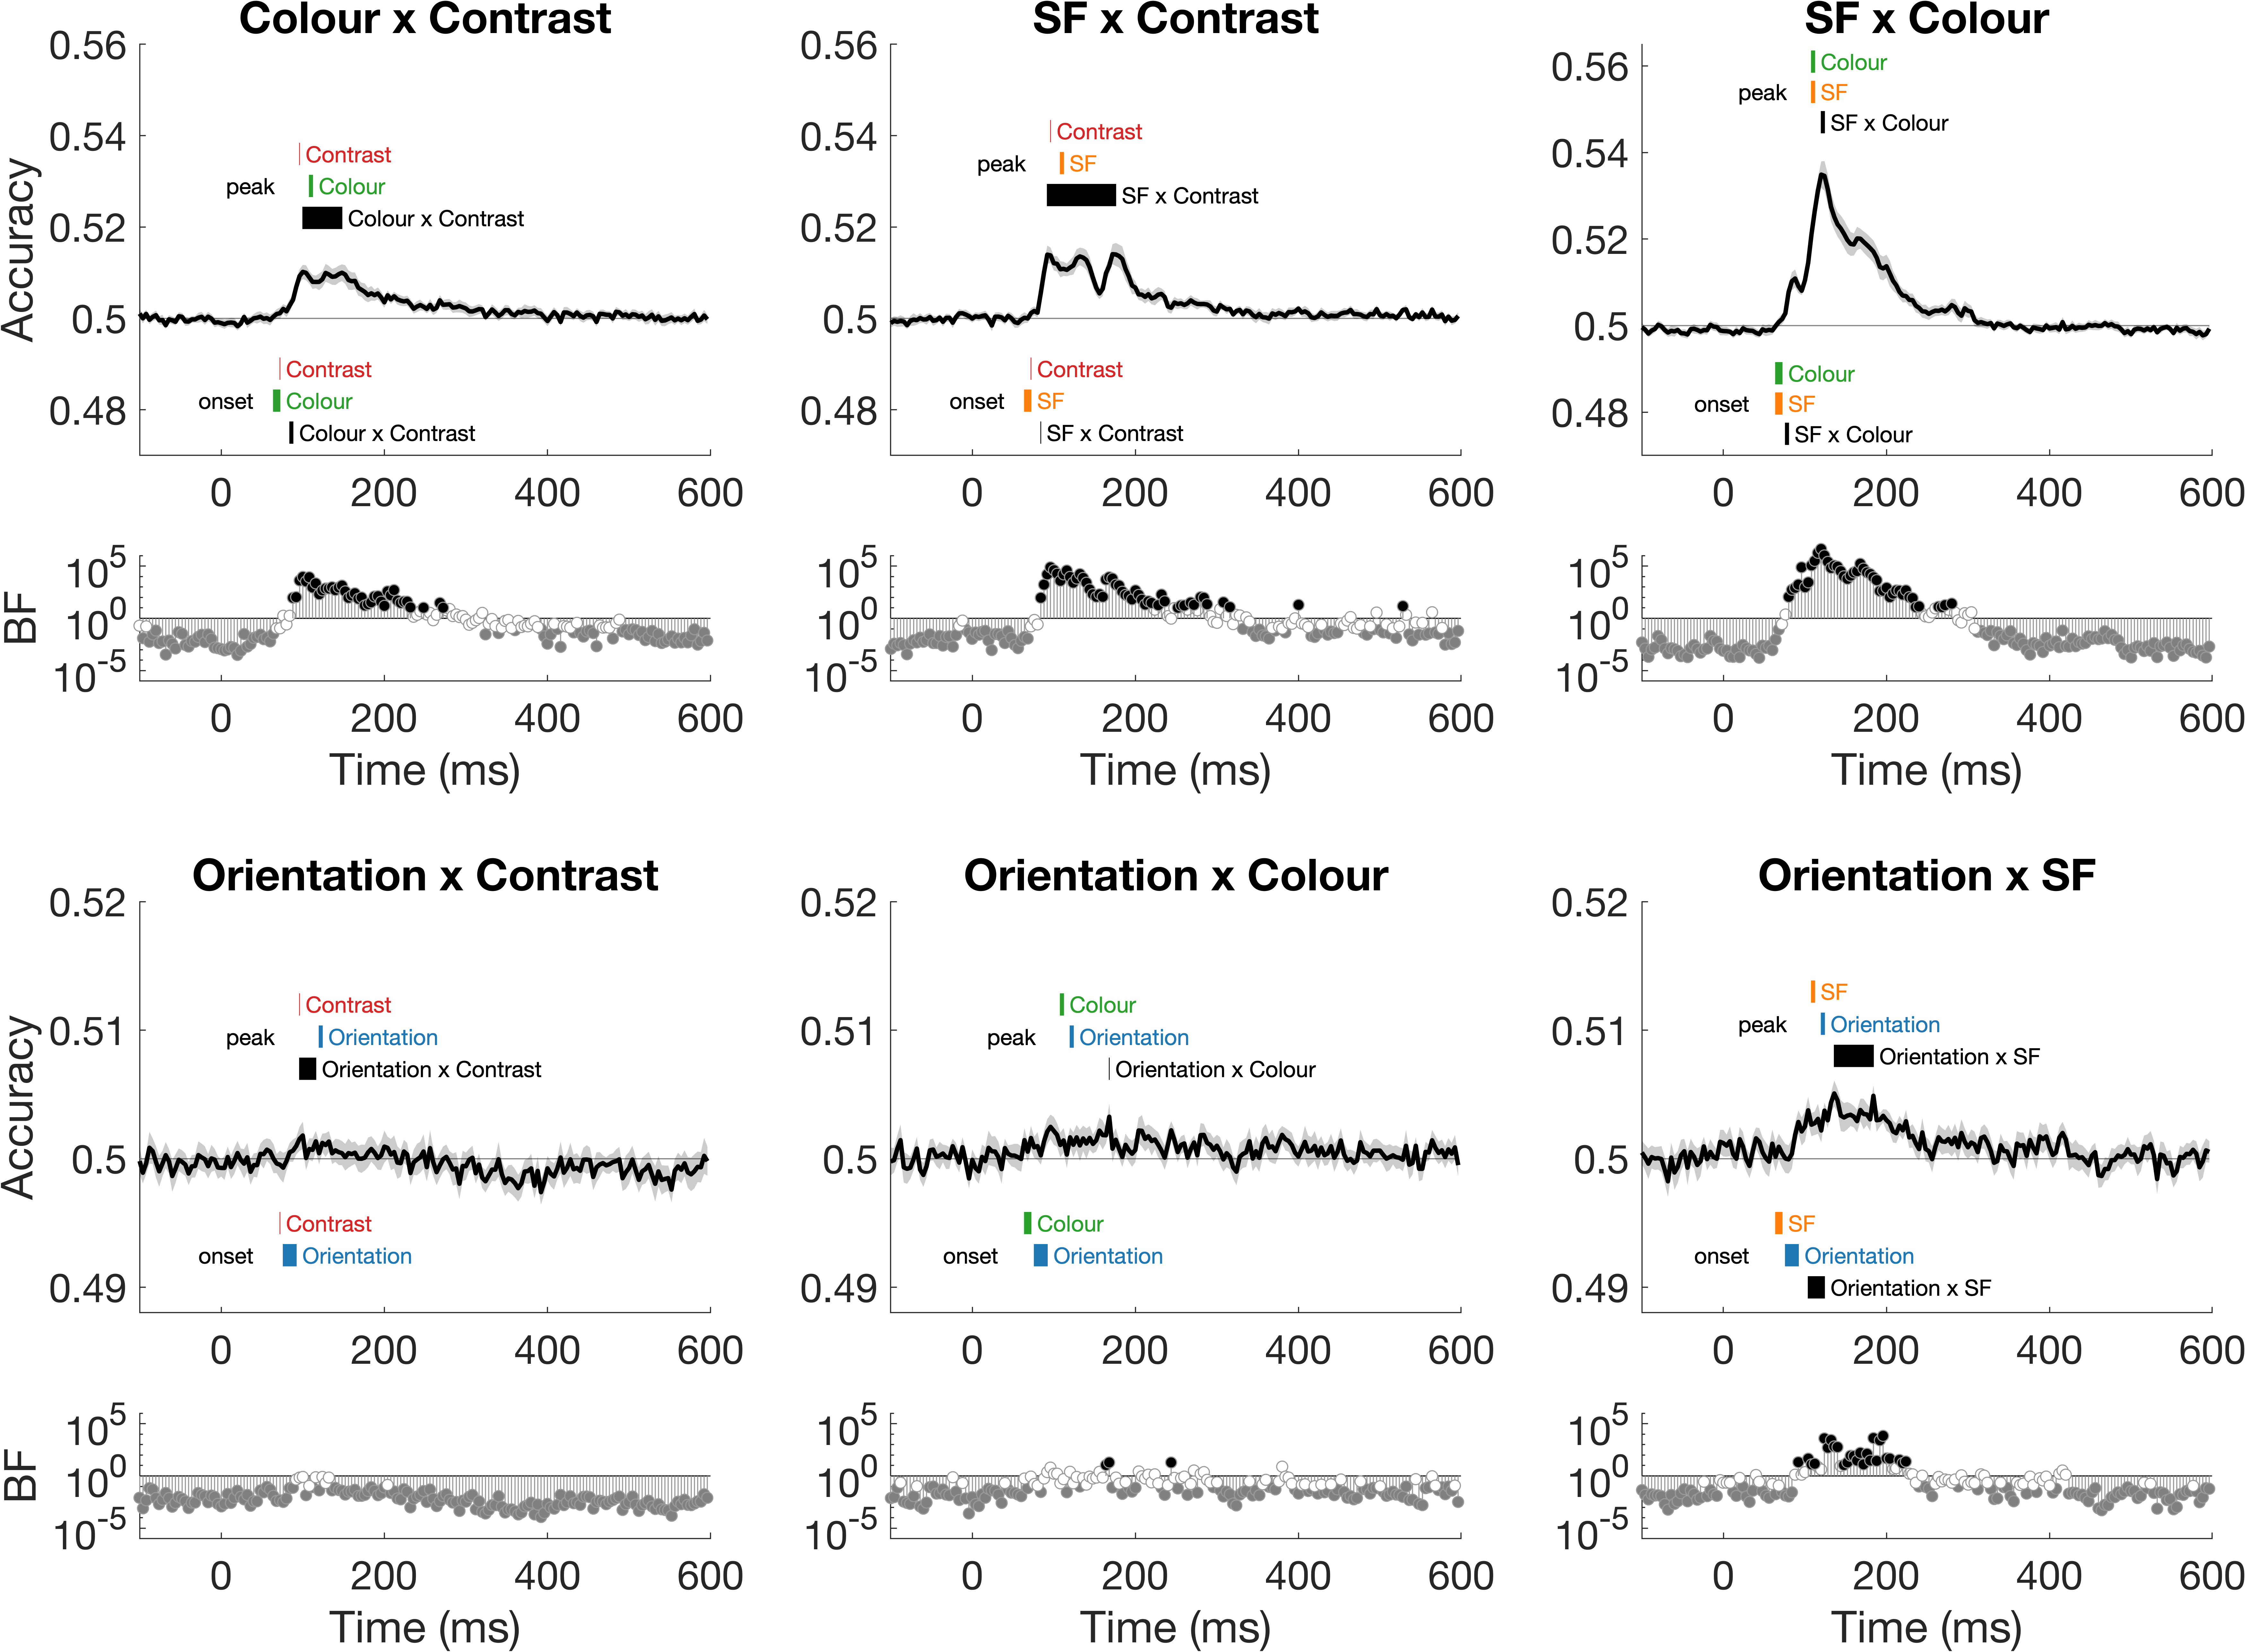 Colour x Contrast
SF x Contrast
SF x Colour
0.56
0.54
0.52
0.5
0.48
Accuracy
peak
Contrast
Colour
Colour x Contrast
onset
Contrast
Colour
Colour x Contrast
0 200 400 600
0.56
0.54
0.52
0.5
0.48
peak
Contrast
SF
SF x Contrast
onset
Contrast
SF
SF x Contrast
0 200 400 600
0.56
0.54
0.52
0.5
0.48
peak
Colour
SF
SF x Colour
onset
Colour
SF
SF x Colour
0 200 400 600
BF
10^5
10^0
10^-5
0 200 400 600
Time (ms)
10^5
10^0
10^-5
0 200 400 600
Time (ms)
10^5
10^0
10^-5
0 200 400 600
Time (ms)
Orientation x Contrast
Orientation x Colour
Orientation x SF
0.52
0.51
0.5
0.49
Accuracy
peak
Contrast
Orientation
Orientation x Contrast
onset
Contrast
Orientation
0 200 400 600
0.52
0.51
0.5
0.49
peak
Colour
Orientation
Orientation x Colour
onset
Colour
Orientation
0 200 400 600
0.52
0.51
0.5
0.49
peak
SF
Orientation
Orientation x SF
onset
SF
Orientation
Orientation x SF
0 200 400 600
BF
10^5
10^0
10^-5
0 200 400 600
Time (ms)
10^5
10^0
10^-5
0 200 400 600
Time (ms)
10^5
10^0
10^-5
0 200 400 600
Time (ms)